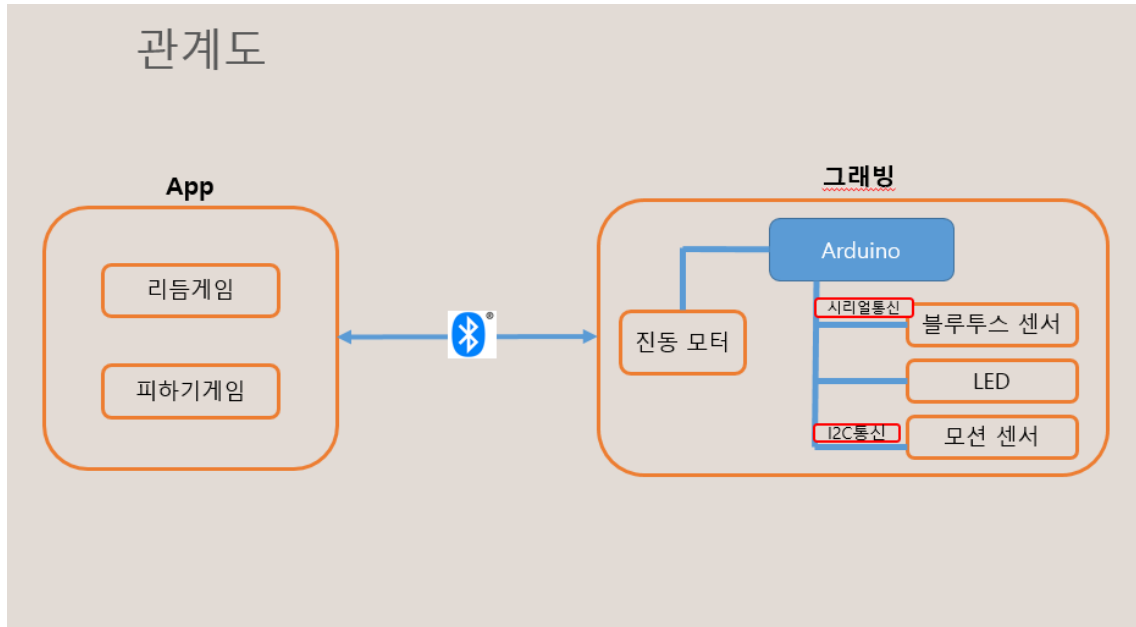 관계도
App
리듬게임
피하기게임
그래빙
Arduino
진동 모터
시리얼통신
블루투스 센서
LED
I2C통신
모션 센서
®